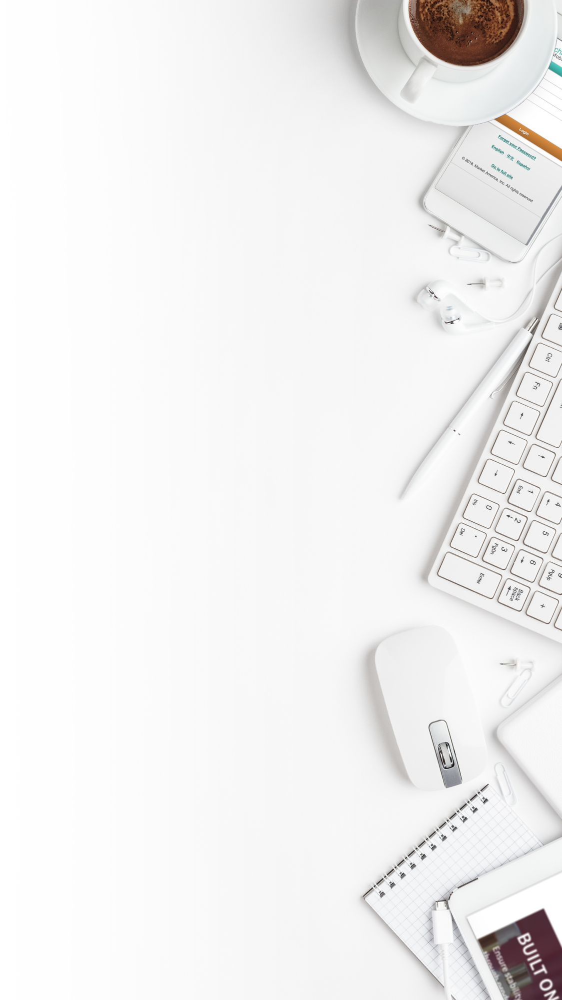 Login
Forget your Password?
English 中文 Español
Go to full site
© 2018, Market America, Inc. All rights reserved
Ctrl
Fn
1
End
4
0
Ins
2
5
Del
.
3
PgDn
6
9
PgUp
Enter
Back
space
+
BUILT ON
Ensure stability